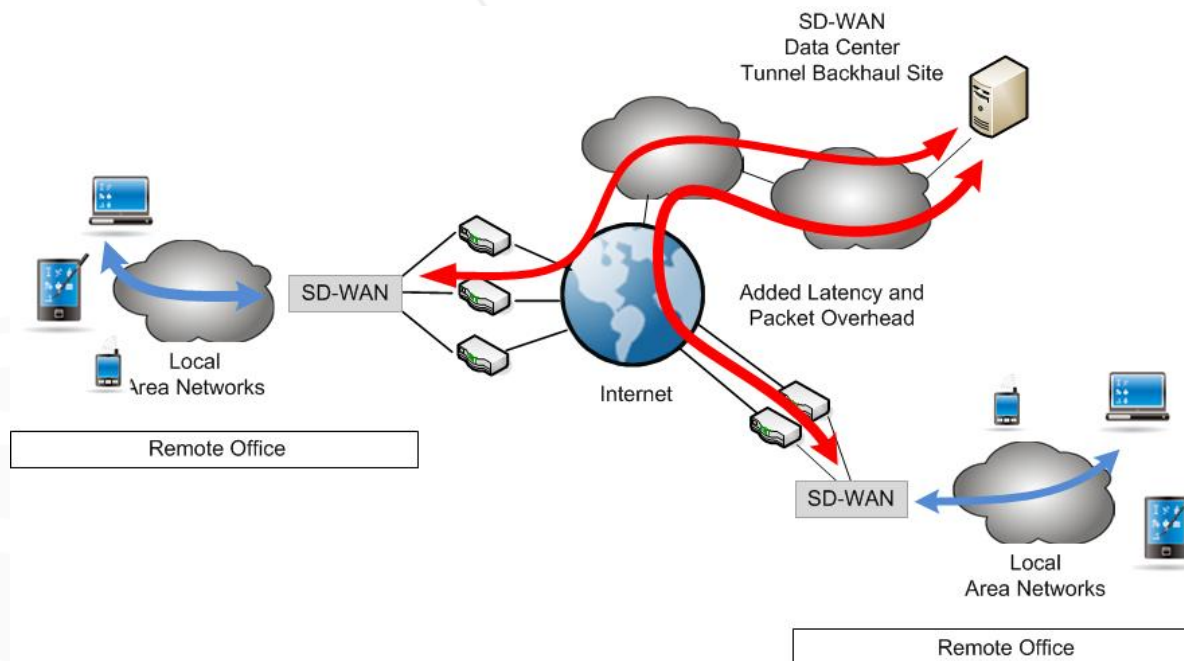 SD-WAN
Data Center
Tunnel Backhaul Site
SD-WAN
Added Latency and
Packet Overhead
Local
Area Networks
Internet
Remote Office
SD-WAN
Local
Area Networks
Remote Office